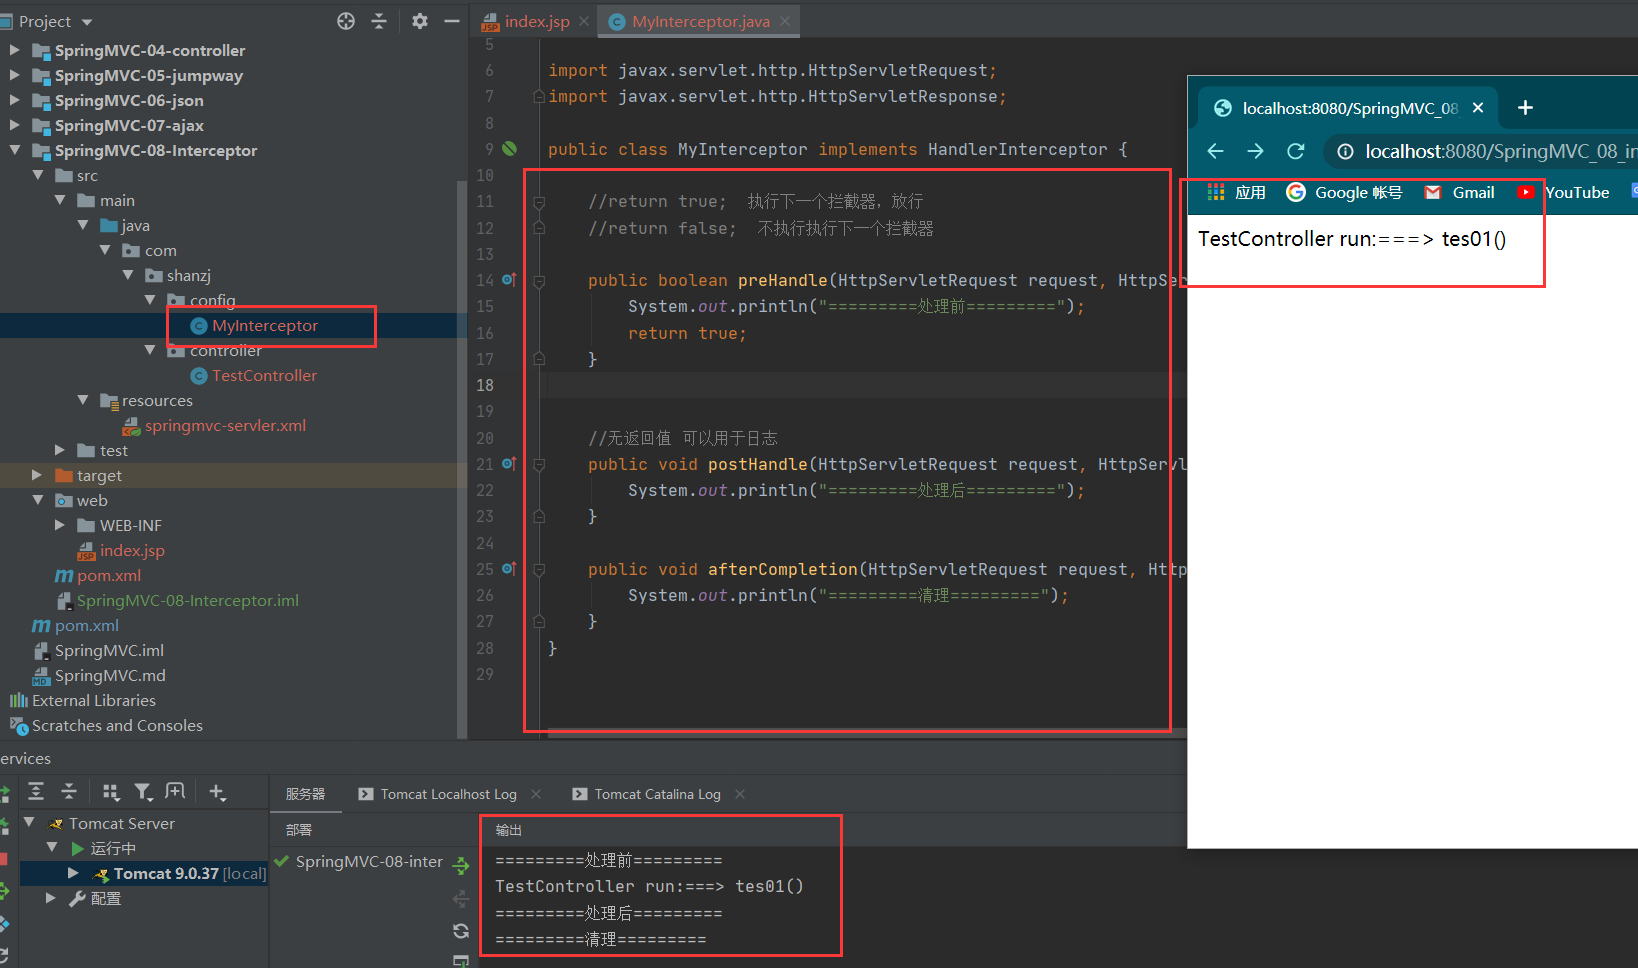 Project
SpringMVC-04-controller
SpringMVC-05-jumpway
SpringMVC-06-json
SpringMVC-07-ajax
SpringMVC-08-Interceptor
src
main
java
com
shanzj
config
MyInterceptor
controller
TestController
resources
springmvc-servler.xml
test
target
web
WEB-INF
index.jsp
pom.xml
SpringMVC-08-Interceptor.iml
pom.xml
SpringMVC.iml
SpringMVC.md
External Libraries
Scratches and Consoles
index.jsp
MyInterceptor.java
5
6 import javax.servlet.http.HttpServletRequest;
7 import javax.servlet.http.HttpServletResponse;
8
9 public class MyInterceptor implements HandlerInterceptor {
10
11 //return true; 执行下一个拦截器，放行
12 //return false; 不执行执行下一个拦截器
13
14 public boolean preHandle(HttpServletRequest request, HttpSer
15 System.out.println("=========处理前=========");
16 return true;
17 }
18
19
20 //无返回值 可以用于日志
21 public void postHandle(HttpServletRequest request, HttpServl
22 System.out.println("=========处理后=========");
23 }
24
25 public void afterCompletion(HttpServletRequest request, Http
26 System.out.println("=========清理=========");
27 }
28 }
29
localhost:8080/SpringMVC_08
localhost:8080/SpringMVC_08_in
应用
Google 帐号
Gmail
YouTube
TestController run:===> tes01()
ervices
Tomcat Server
运行中
Tomcat 9.0.37 [local]
配置
服务器
Tomcat Localhost Log
Tomcat Catalina Log
部署
SpringMVC-08-inter
输出
=========处理前=========
TestController run:===> tes01()
=========处理后=========
=========清理=========